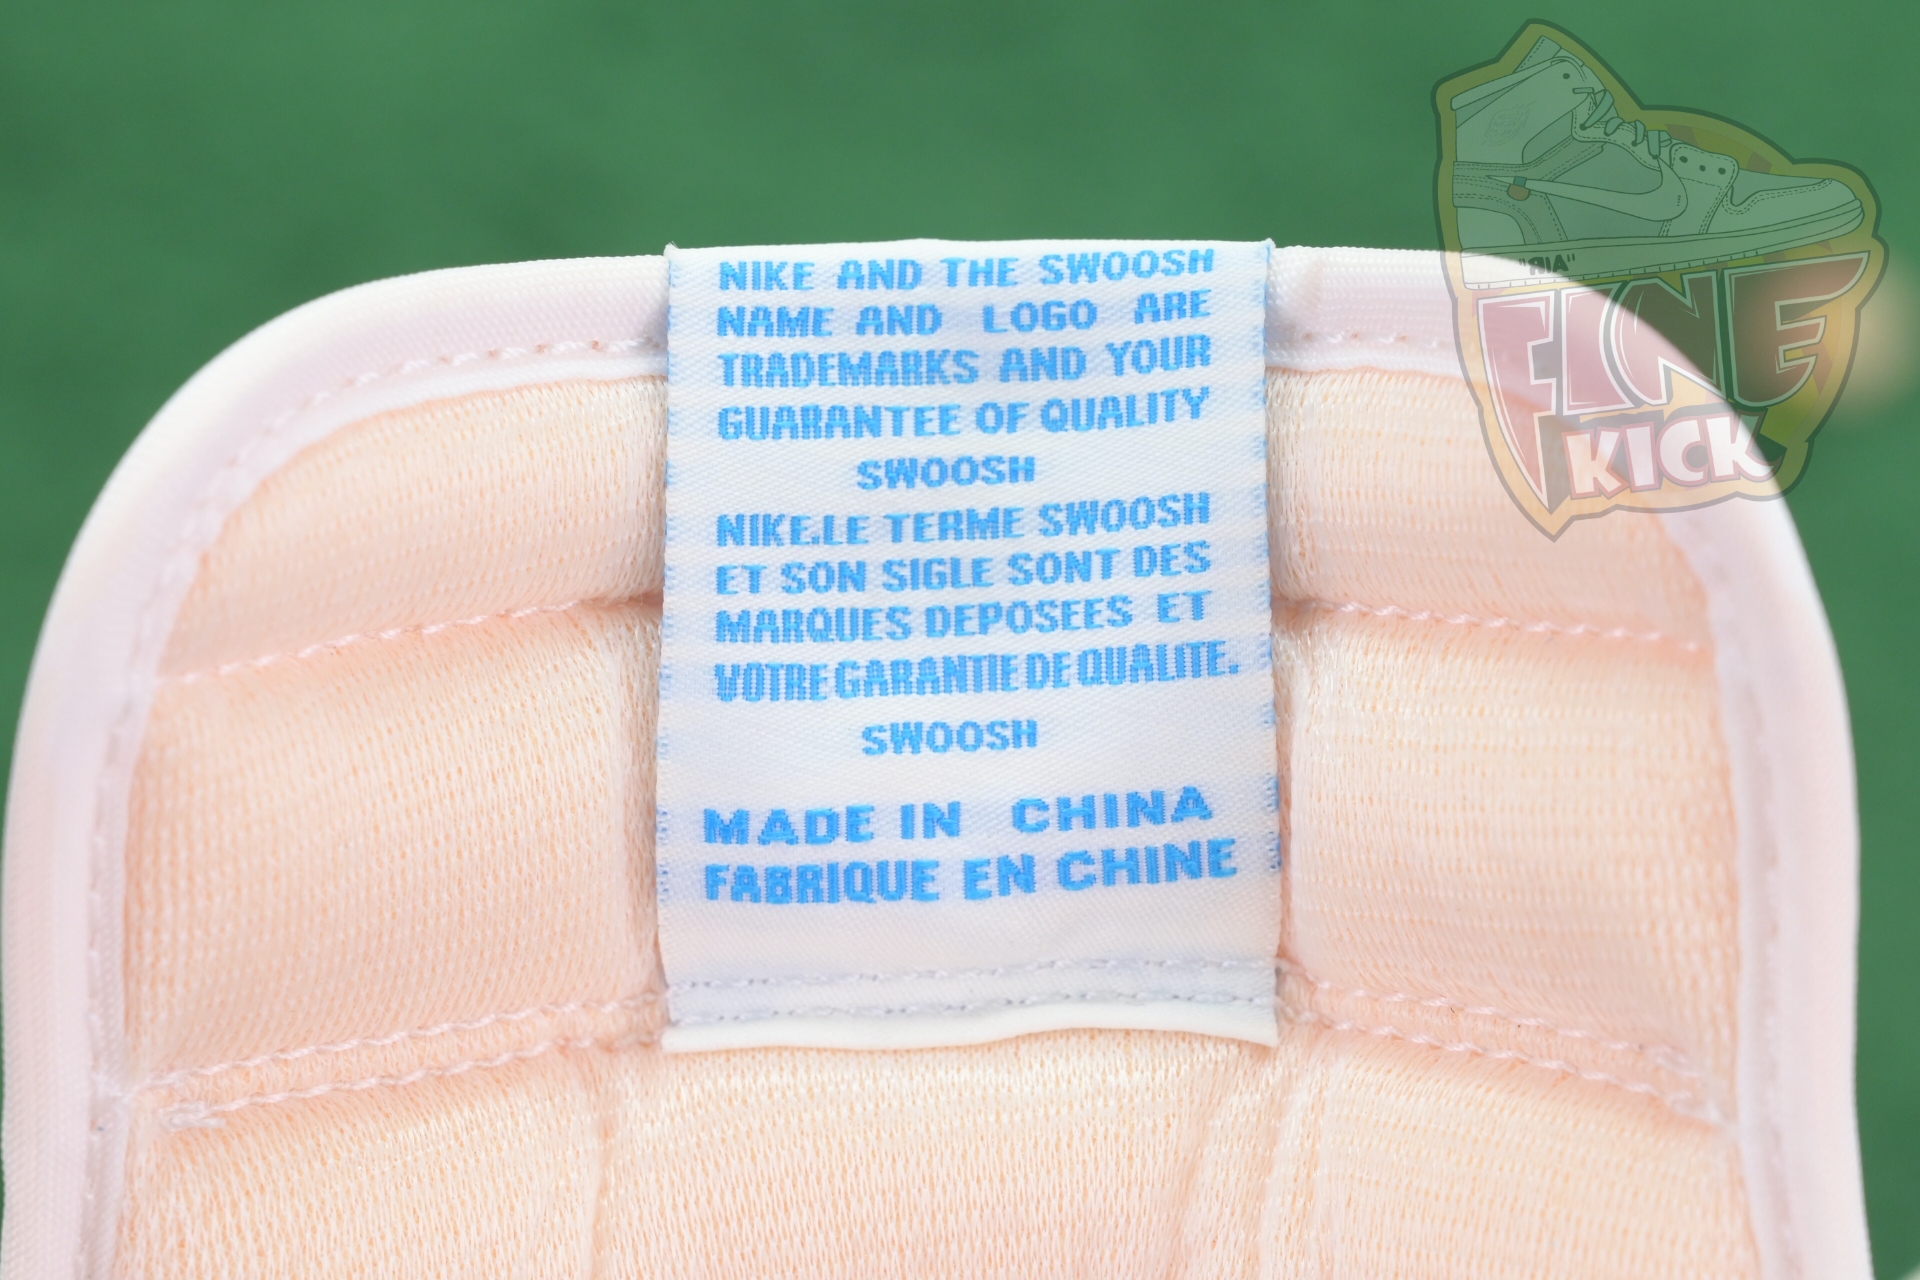 NIKE AND THE SWOOSH
NAME AND LOGO ARE
TRADEMARKS AND YOUR
GUARANTEE OF QUALITY
SWOOSH
NIKE.LE TERME SWOOSH
ET SON SIGLE SONT DES
MARQUES DEPOSEES ET
VOTRE GARANTIE DE QUALITE.
SWOOSH
MADE IN CHINA
FABRIQUE EN CHINE
"AIR"
FINE
KICK